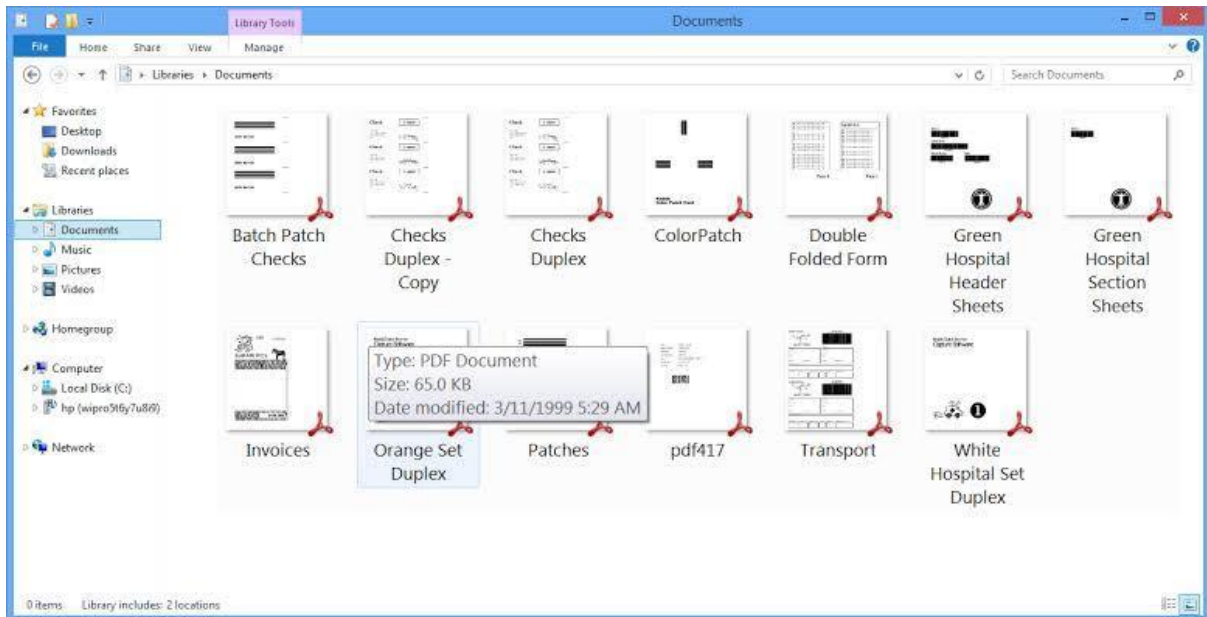 Library Tools
Documents
File Home Share View Manage
Libraries Documents
Search Documents
Favorites
Desktop
Downloads
Recent places
Libraries
Documents
Music
Pictures
Videos
Homegroup
Computer
Local Disk (C:)
Network
Batch Patch
Checks
Checks
Duplex -
Copy
Checks
Duplex
ColorPatch
Double
Folded Form
Green
Hospital
Header
Sheets
Green
Hospital
Section
Sheets
Type: PDF Document
Size: 65.0 KB
Date modified: 3/11/1999 5:29 AM
Invoices
Orange Set
Duplex
Patches
pdf417
Transport
White
Hospital Set
Duplex
0 items Library includes: 2 locations